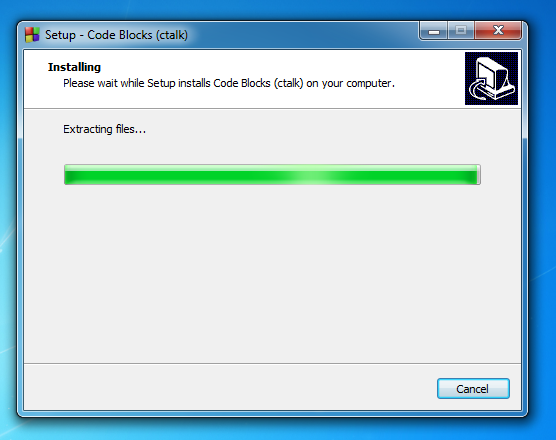 Setup - Code Blocks (ctalk)
Installing
Please wait while Setup installs Code Blocks (ctalk) on your computer.
Extracting files...
Cancel